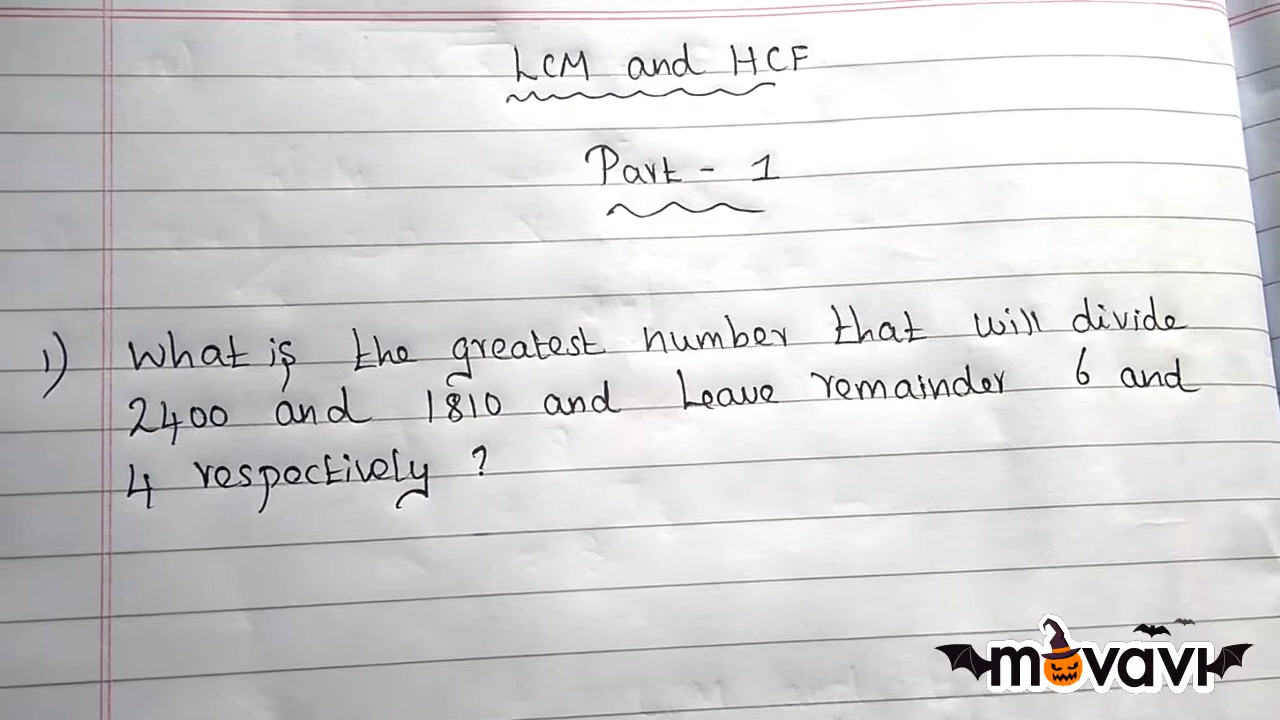 LCM and HCF
Part - 1
1) What is the greatest number that will divide
2400 and 1810 and Leave remainder 6 and
4 respectively ?
movavi